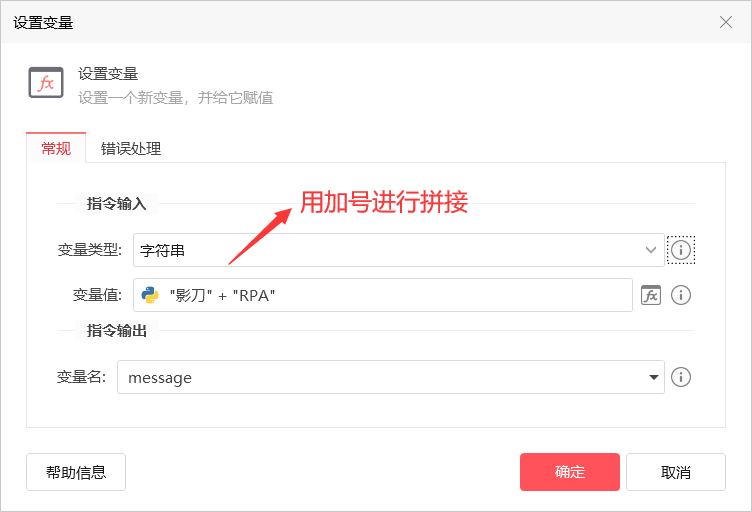 设置变量
fx
设置变量
设置一个新变量，并给它赋值
常规 错误处理
指令输入
用加号进行拼接
变量类型: 字符串
变量值: "影刀" + "RPA" fx
指令输出
变量名: message
帮助信息 确定 取消